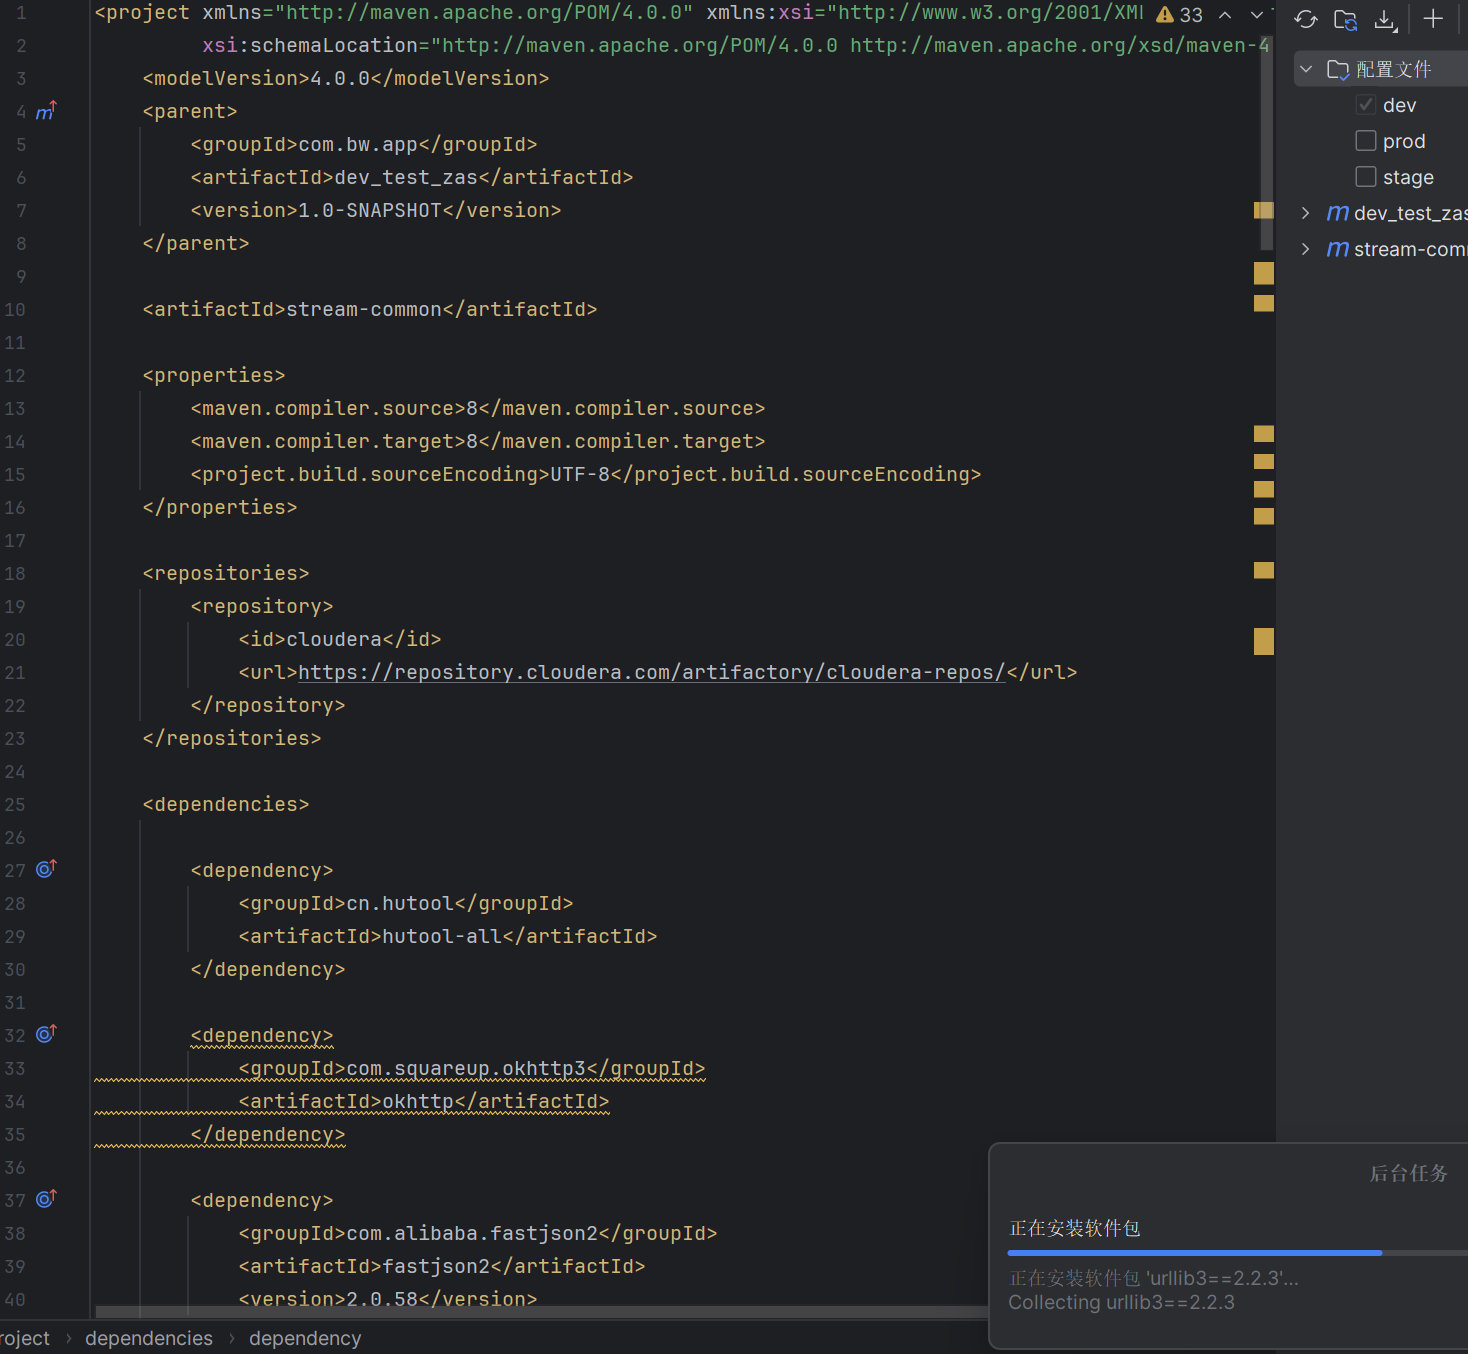 1 <project xmlns="http://maven.apache.org/POM/4.0.0" xmlns:xsi="http://www.w3.org/2001/XM 33
2 xsi:schemaLocation="http://maven.apache.org/POM/4.0.0 http://maven.apache.org/xsd/maven-4
3 <modelVersion>4.0.0</modelVersion>
4 <parent>
5 <groupId>com.bw.app</groupId>
6 <artifactId>dev_test_zas</artifactId>
7 <version>1.0-SNAPSHOT</version>
8 </parent>
9
10 <artifactId>stream-common</artifactId>
11
12 <properties>
13 <maven.compiler.source>8</maven.compiler.source>
14 <maven.compiler.target>8</maven.compiler.target>
15 <project.build.sourceEncoding>UTF-8</project.build.sourceEncoding>
16 </properties>
17
18 <repositories>
19 <repository>
20 <id>cloudera</id>
21 <url>https://repository.cloudera.com/artifactory/cloudera-repos/</url>
22 </repository>
23 </repositories>
24
25 <dependencies>
26
27 <dependency>
28 <groupId>cn.hutool</groupId>
29 <artifactId>hutool-all</artifactId>
30 </dependency>
31
32 <dependency>
33 <groupId>com.squareup.okhttp3</groupId>
34 <artifactId>okhttp</artifactId>
35 </dependency>
36
37 <dependency>
38 <groupId>com.alibaba.fastjson2</groupId>
39 <artifactId>fastjson2</artifactId>
40 <version>2.0.58</version>
roject › dependencies › dependency
配置文件
dev
prod
stage
m dev_test_zas
m stream-com
后台任务
正在安装软件包
正在安装软件包 'urllib3==2.2.3'...
Collecting urllib3==2.2.3